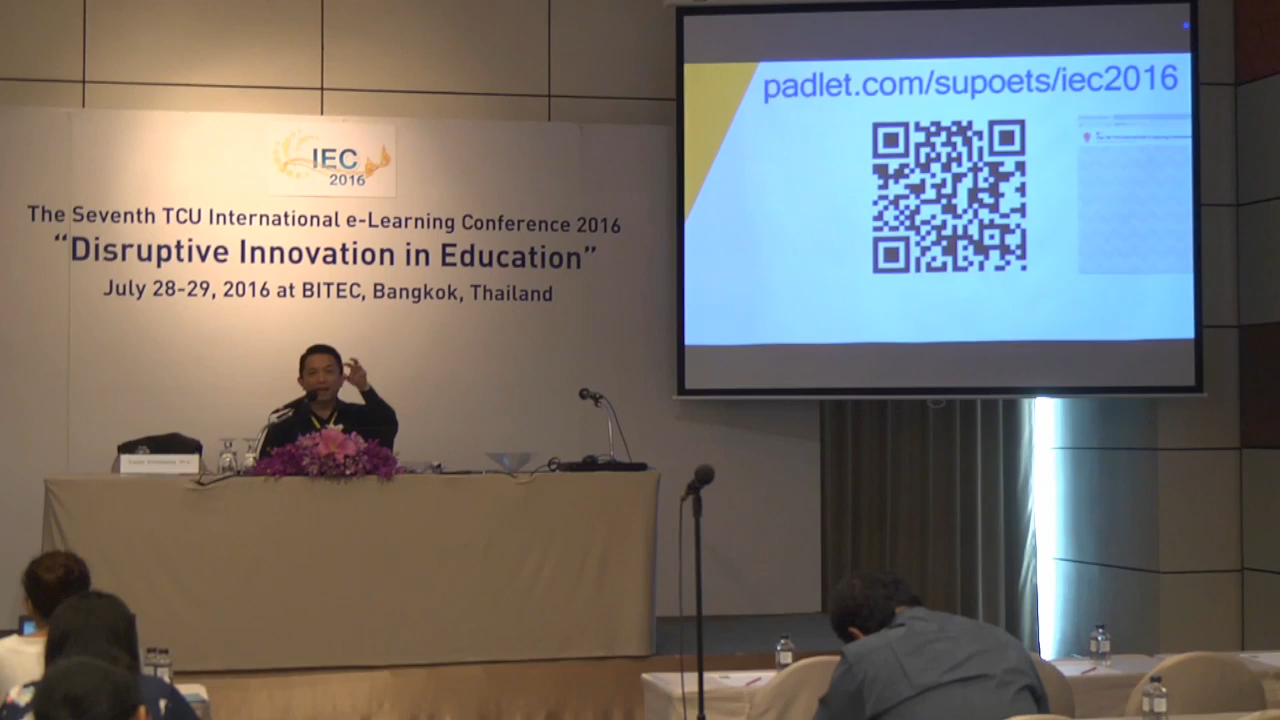 IEC
2016
The Seventh TCU International e-Learning Conference 2016
“Disruptive Innovation in Education”
July 28-29, 2016 at BITEC, Bangkok, Thailand
padlet.com/supoets/iec2016